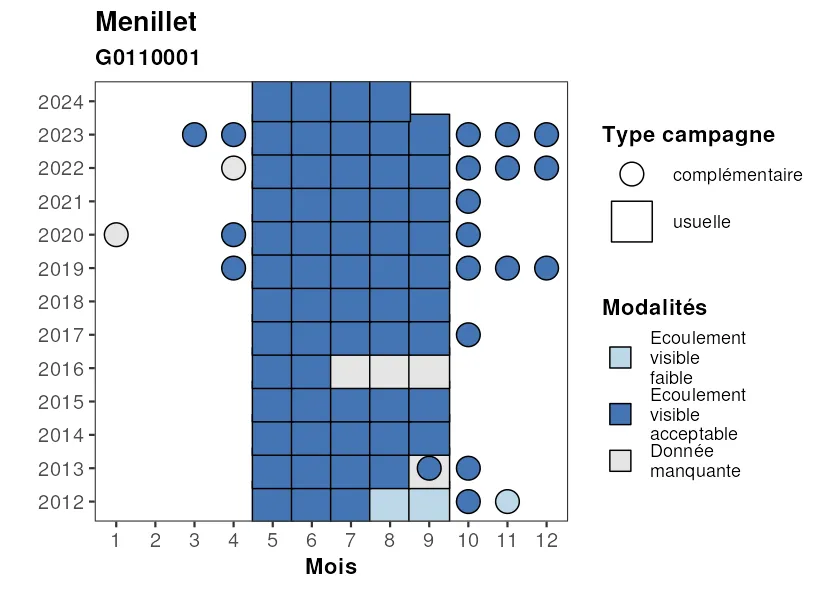 Menillet
G0110001
2024
2023
2022
2021
2020
2019
2018
2017
2016
2015
2014
2013
2012
1 2 3 4 5 6 7 8 9 10 11 12
Mois
Type campagne
complémentaire
usuelle
Modalités
Ecoulement
visible
faible
Ecoulement
visible
acceptable
Donnée
manquante